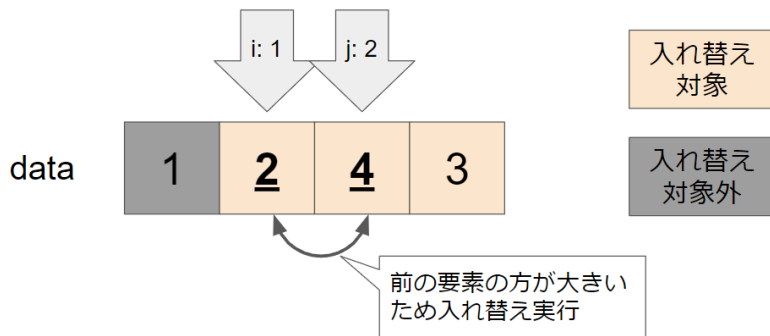 i: 1
j: 2
入れ替え
対象
data
1
2
4
3
入れ替え
対象外
前の要素の方が大きい
ため入れ替え実行